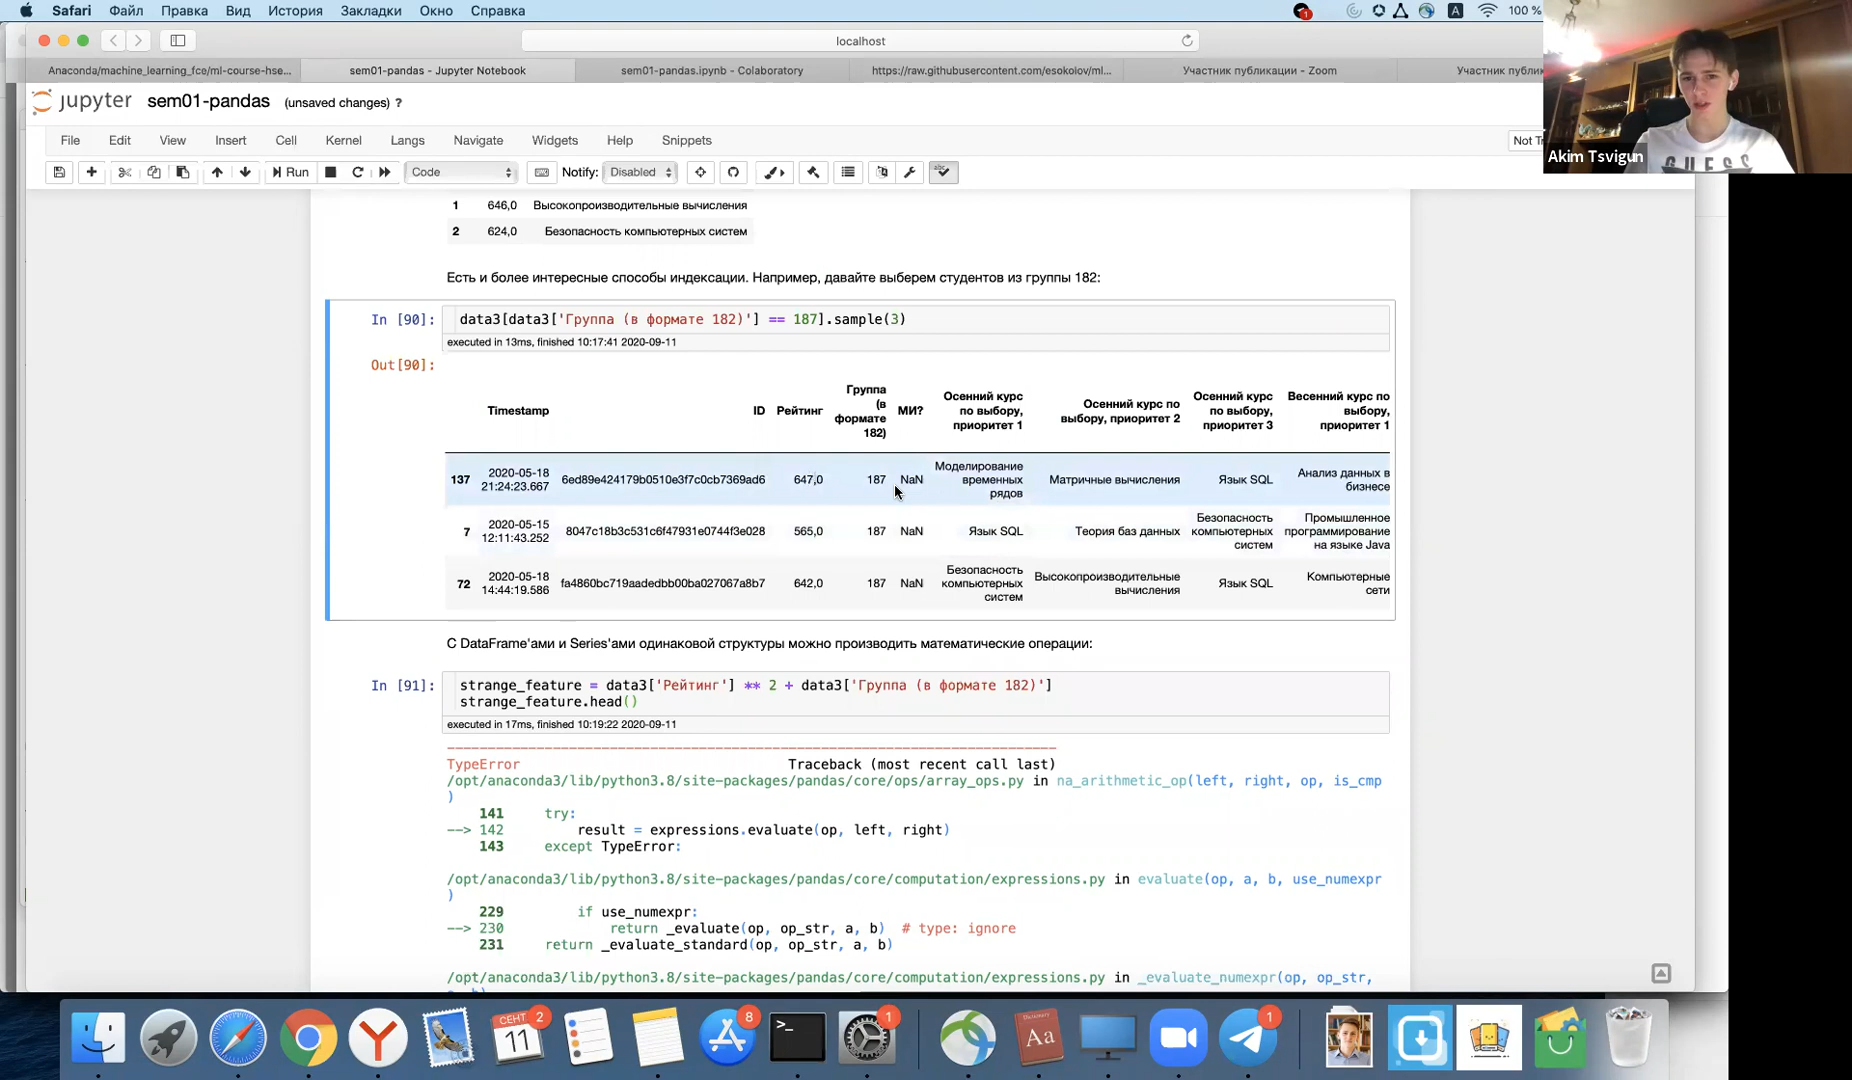 Safari Файл Правка Вид История Закладки Окно Справка 1 A 100 %
localhost
Anaconda/machine_learning_fce/ml-course-hse... sem01-pandas - Jupyter Notebook sem01-pandas.ipynb - Colaboratory https://raw.githubusercontent.com/esokolov/ml... Участник публикации - Zoom Участник публик
jupyter sem01-pandas (unsaved changes) ?
File Edit View Insert Cell Kernel Langs Navigate Widgets Help Snippets Not Tr
Run Code Notify: Disabled
GUESS
Akim Tsvigun
1 646,0 Высокопроизводительные вычисления
2 624,0 Безопасность компьютерных систем
Есть и более интересные способы индексации. Например, давайте выберем студентов из группы 182:
In [90]: data3[data3['Группа (в формате 182)'] == 187].sample(3)
executed in 13ms, finished 10:17:41 2020-09-11
Out[90]:
Timestamp ID Рейтинг Группа (в формате 182) МИ? Осенний курс по выбору, приоритет 1 Осенний курс по выбору, приоритет 2 Осенний курс по выбору, приоритет 3 Весенний курс по выбору, приоритет 1
137 2020-05-18 21:24:23.667 6ed89e424179b0510e3f7c0cb7369ad6 647,0 187 NaN Моделирование временных рядов Матричные вычисления Язык SQL Анализ данных в бизнесе
7 2020-05-15 12:11:43.252 8047c18b3c531c6f47931e0744f3e028 565,0 187 NaN Язык SQL Теория баз данных Безопасность компьютерных систем Промышленное программирование на языке Java
72 2020-05-18 14:44:19.586 fa4860bc719aadedbb00ba027067a8b7 642,0 187 NaN Безопасность компьютерных систем Высокопроизводительные вычисления Язык SQL Компьютерные сети
С DataFrame'ами и Series'ами одинаковой структуры можно производить математические операции:
In [91]: strange_feature = data3['Рейтинг'] ** 2 + data3['Группа (в формате 182)']
strange_feature.head()
executed in 17ms, finished 10:19:22 2020-09-11
TypeError Traceback (most recent call last)
/opt/anaconda3/lib/python3.8/site-packages/pandas/core/ops/array_ops.py in na_arithmetic_op(left, right, op, is_cmp
)
141 try:
--> 142 result = expressions.evaluate(op, left, right)
143 except TypeError:
/opt/anaconda3/lib/python3.8/site-packages/pandas/core/computation/expressions.py in evaluate(op, a, b, use_numexpr
)
229 if use_numexpr:
--> 230 return _evaluate(op, op_str, a, b) # type: ignore
231 return _evaluate_standard(op, op_str, a, b)
/opt/anaconda3/lib/python3.8/site-packages/pandas/core/computation/expressions.py in _evaluate_numexpr(op, op_str,
СЕНТ. 2 8 1 1
11 >_ Aa